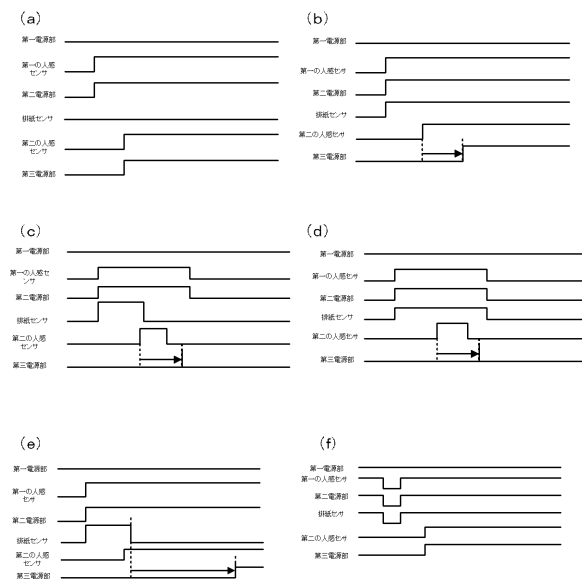 (a)
第一電源部
第一の人感
センサ
第二電源部
排紙センサ
第二の人感
センサ
第三電源部
(b)
第一電源部
第一の人感センサ
第二電源部
排紙センサ
第二の人感センサ
第三電源部
(c)
第一電源部
第一の人感セ
ンサ
第二電源部
排紙センサ
第二の人感
センサ
第三電源部
(d)
第一電源部
第一の人感センサ
第二電源部
排紙センサ
第二の人感センサ
第三電源部
(e)
第一電源部
第一の人感
センサ
第二電源部
排紙センサ
第二の人感
センサ
第三電源部
(f)
第一電源部
第一の人感センサ
第二電源部
排紙センサ
第二の人感センサ
第三電源部